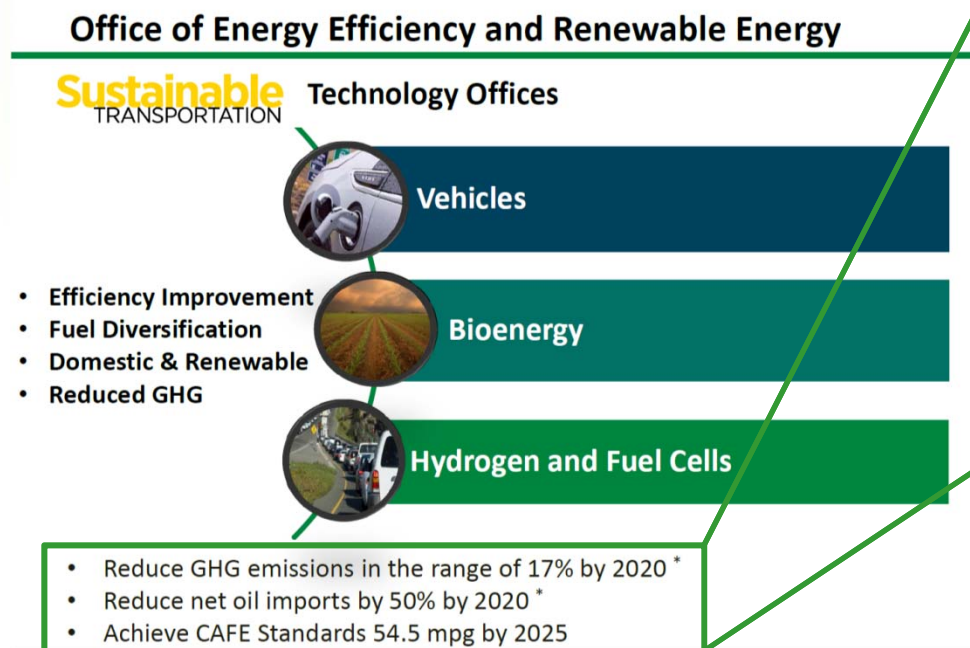 Office of Energy Efficiency and Renewable Energy
Sustainable
TRANSPORTATION
Technology Offices
Vehicles
• Efficiency Improvement
• Fuel Diversification
• Domestic & Renewable
• Reduced GHG
Bioenergy
Hydrogen and Fuel Cells
• Reduce GHG emissions in the range of 17% by 2020 *
• Reduce net oil imports by 50% by 2020 *
• Achieve CAFE Standards 54.5 mpg by 2025